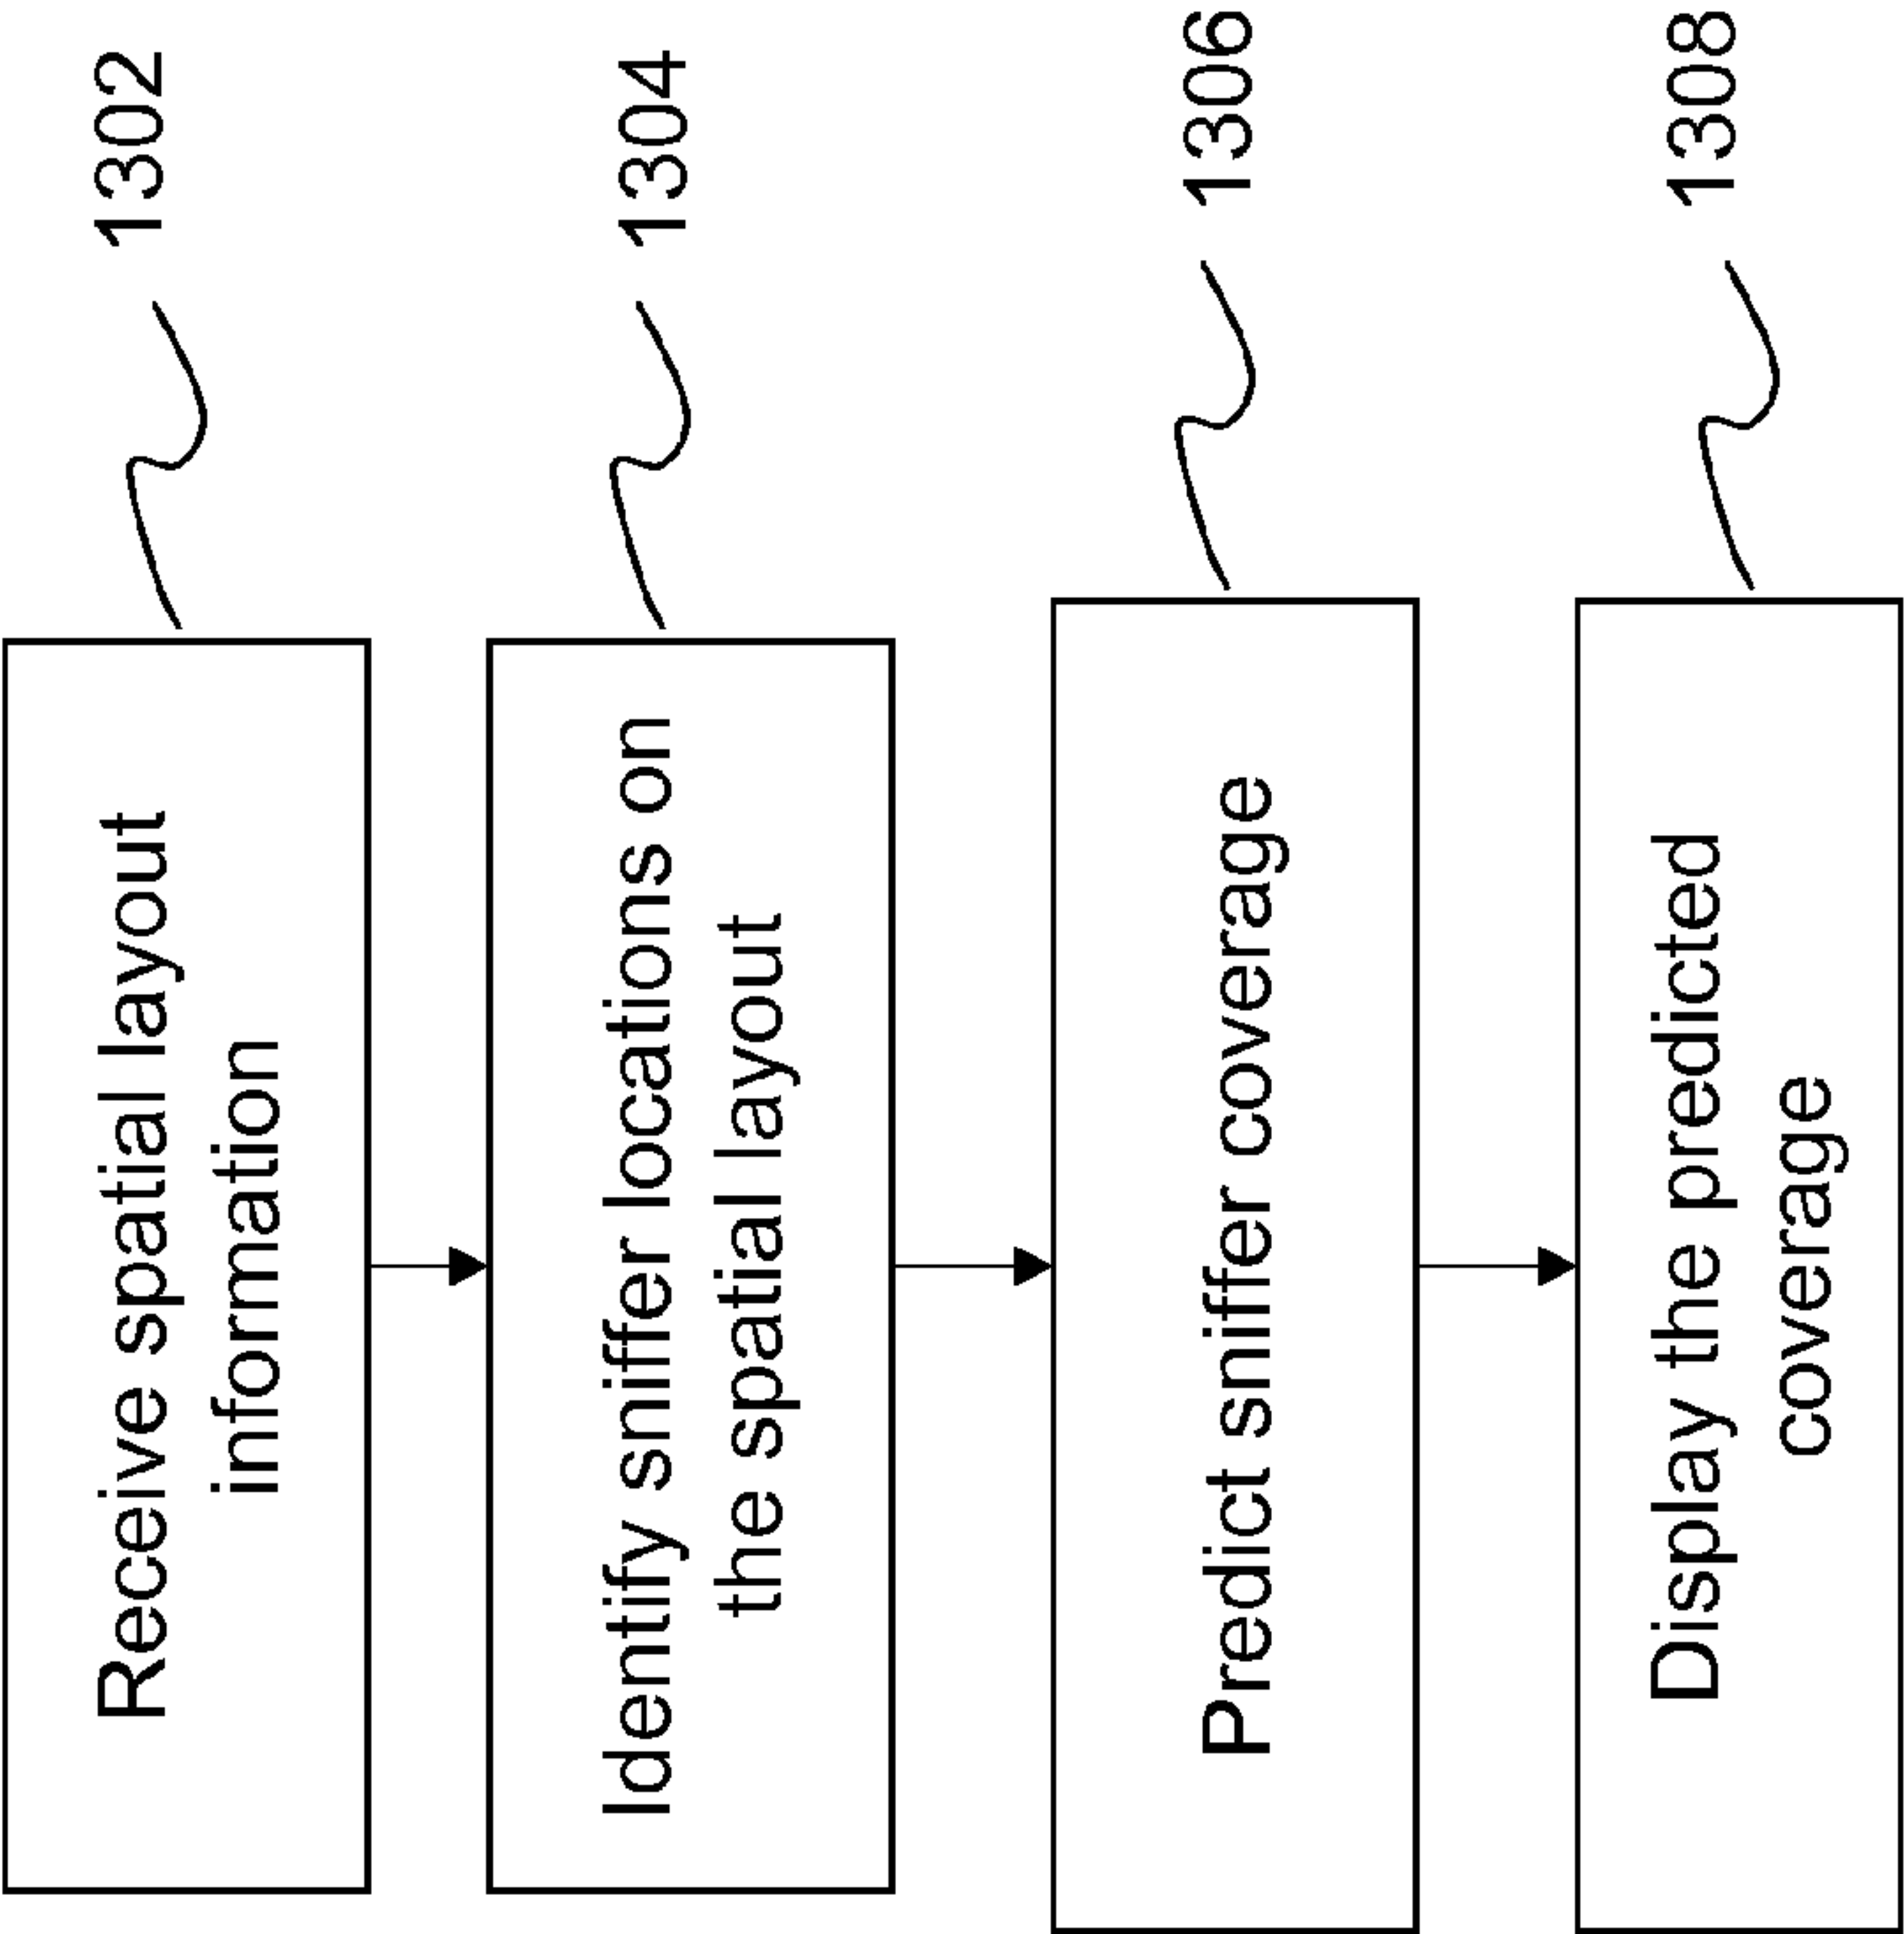 Receive spatial layout
information
1302
Identify sniffer locations on
the spatial layout
1304
Predict sniffer coverage
1306
Display the predicted
coverage
1308